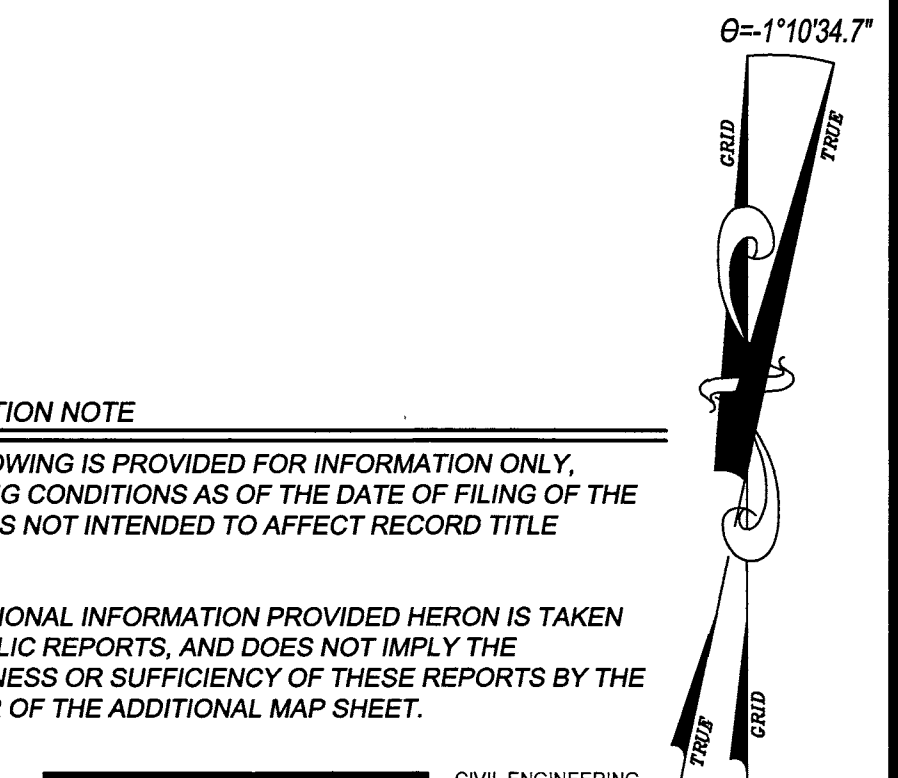 Θ=-1°10'34.7"
GRID
TRUE
TION NOTE
OWING IS PROVIDED FOR INFORMATION ONLY,
G CONDITIONS AS OF THE DATE OF FILING OF THE
S NOT INTENDED TO AFFECT RECORD TITLE
IONAL INFORMATION PROVIDED HERON IS TAKEN
LIC REPORTS, AND DOES NOT IMPLY THE
NESS OR SUFFICIENCY OF THESE REPORTS BY THE
R OF THE ADDITIONAL MAP SHEET.
TRUE
GRID
CIVIL ENGINEERING